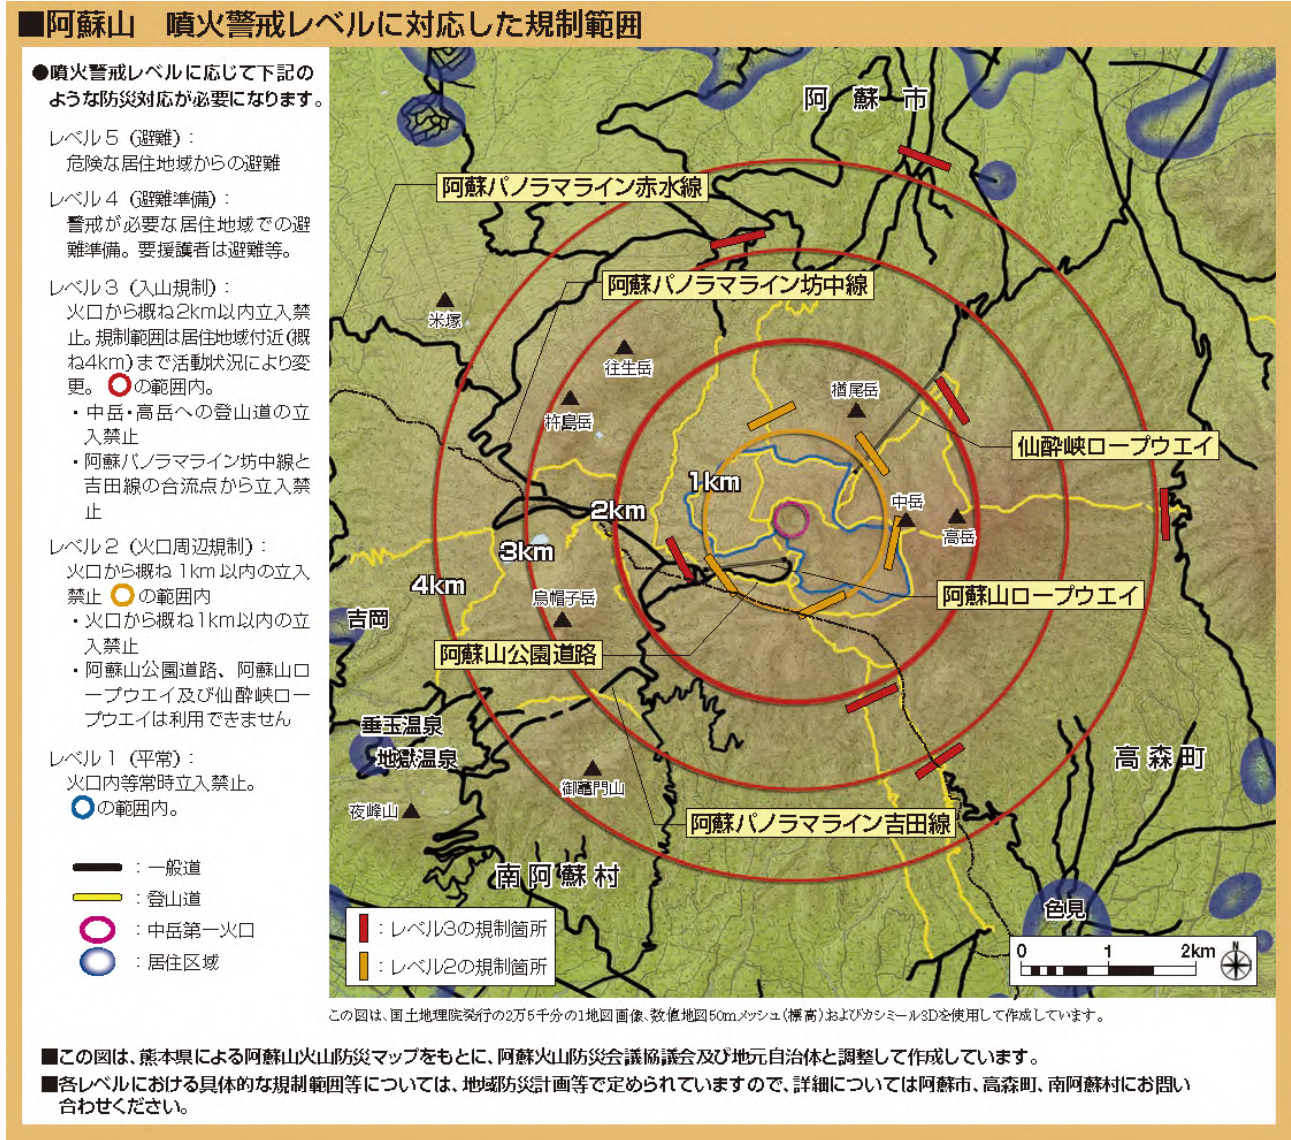 ■阿蘇山　噴火警戒レベルに対応した規制範囲
●噴火警戒レベルに応じて下記の
ような防災対応が必要になります。
レベル5（避難）：
危険な居住地域からの避難
レベル4（避難準備）：
警戒が必要な居住地域での避
難準備。要援護者は避難等。
レベル3（入山規制）：
火口から概ね2km以内立入禁
止。規制範囲は居住地域付近(概
ね4km)まで活動状況により変
更。 の範囲内。
・中岳・高岳への登山道の立
入禁止
・阿蘇パノラマライン坊中線と
吉田線の合流点から立入禁
止
レベル2（火口周辺規制）：
火口から概ね1km以内の立入
禁止 の範囲内
・火口から概ね1km以内の立
入禁止
・阿蘇山公園道路、阿蘇山ロ
ープウエイ及び仙酔峡ロー
プウエイは利用できません
レベル1（平常）：
火口内等常時立入禁止。
の範囲内。
：一般道
：登山道
：中岳第一火口
：居住区域
阿蘇市
阿蘇パノラマライン赤水線
阿蘇パノラマライン坊中線
米塚
往生岳
杵島岳
楢尾岳
仙酔峡ロープウエイ
1km
2km
3km
4km
中岳
高岳
阿蘇山ロープウエイ
烏帽子岳
吉岡
阿蘇山公園道路
垂玉温泉
地獄温泉
高森町
御竈門山
夜峰山
阿蘇パノラマライン吉田線
南阿蘇村
色見
：レベル3の規制箇所
：レベル2の規制箇所
0 1 2km
N
この図は、国土地理院発行の2万5千分の1地図画像、数値地図50mメッシュ(標高)およびカシミール3Dを使用して作成しています。
■この図は、熊本県による阿蘇山火山防災マップをもとに、阿蘇火山防災会議協議会及び地元自治体と調整して作成しています。
■各レベルにおける具体的な規制範囲等については、地域防災計画等で定められていますので、詳細については阿蘇市、高森町、南阿蘇村にお問い
合わせください。